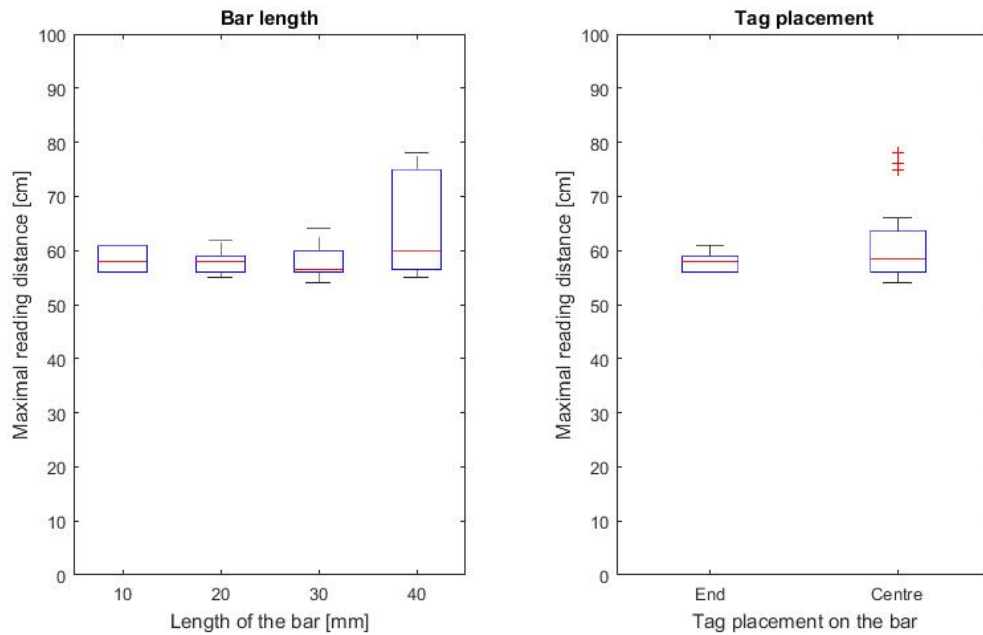 Bar length
100
90
80
70
60
50
40
30
20
10
0
Maximal reading distance [cm]
10 20 30 40
Length of the bar [mm]
Tag placement
100
90
80
70
60
50
40
30
20
10
0
Maximal reading distance [cm]
End Centre
Tag placement on the bar